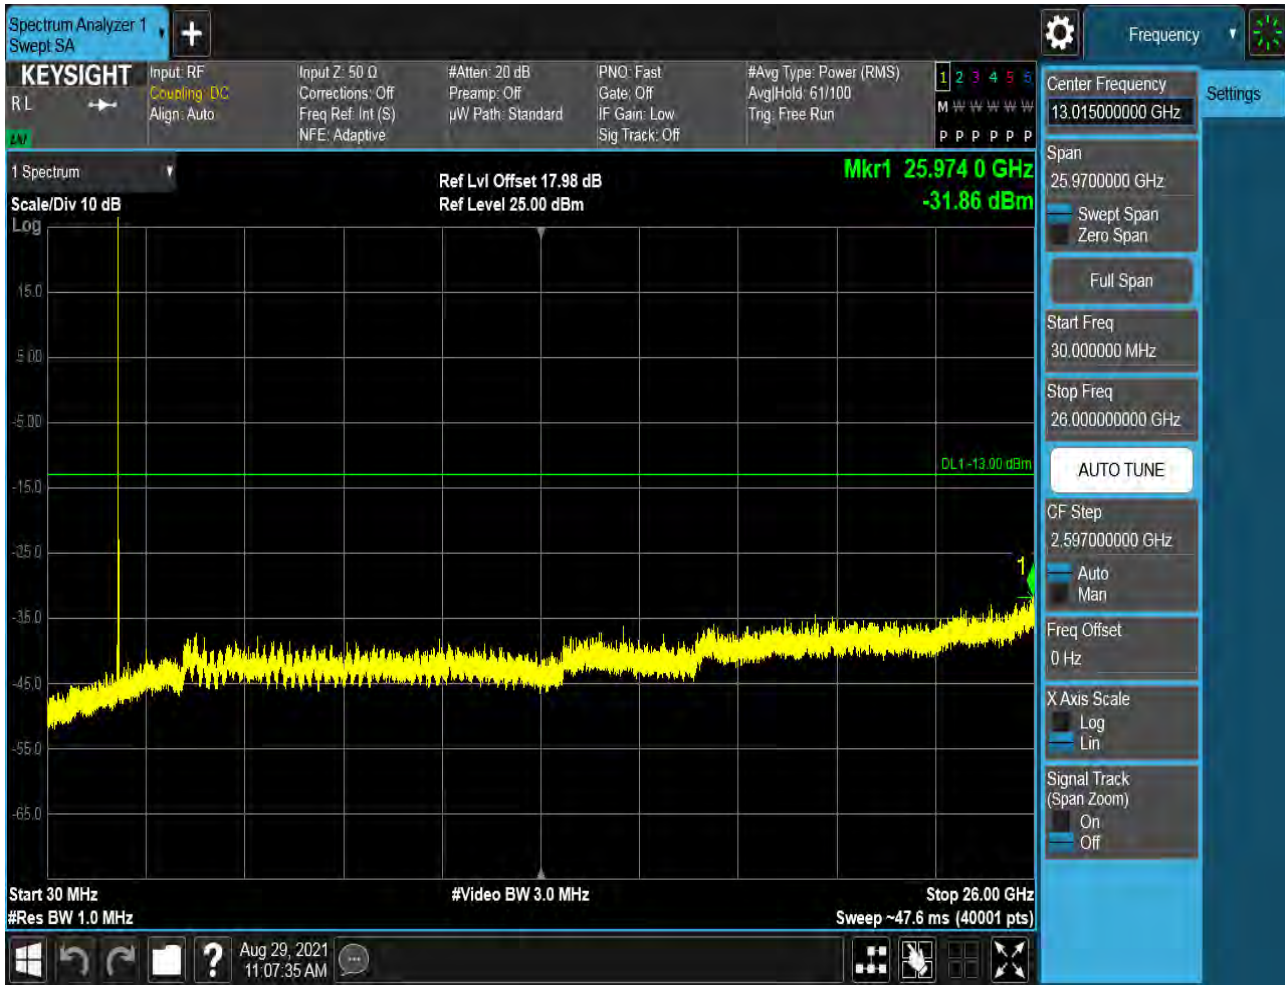 Spectrum Analyzer 1
Swept SA
Frequency
KEYSIGHT
R L
Input: RF
Coupling: DC
Align: Auto
Input Z: 50 Ω
Corrections: Off
Freq Ref: Int (S)
NFE: Adaptive
#Atten: 20 dB
Preamp: Off
µW Path: Standard
PNO: Fast
Gate: Off
IF Gain: Low
Sig Track: Off
#Avg Type: Power (RMS)
Avg|Hold: 61/100
Trig: Free Run
1 2 3 4 5 6
M W W W W W
P P P P P P
1 Spectrum
Scale/Div 10 dB
Log
Ref Lvl Offset 17.98 dB
Ref Level 25.00 dBm
Mkr1 25.974 0 GHz
-31.86 dBm
15.0
5.00
-5.00
DL1 -13.00 dBm
-15.0
-25.0
1
-35.0
-45.0
-55.0
-65.0
Start 30 MHz
#Res BW 1.0 MHz
#Video BW 3.0 MHz
Stop 26.00 GHz
Sweep ~47.6 ms (40001 pts)
Aug 29, 2021
11:07:35 AM
Center Frequency
13.015000000 GHz
Span
25.9700000 GHz
Swept Span
Zero Span
Full Span
Start Freq
30.000000 MHz
Stop Freq
26.000000000 GHz
AUTO TUNE
CF Step
2.597000000 GHz
Auto
Man
Freq Offset
0 Hz
X Axis Scale
Log
Lin
Signal Track
(Span Zoom)
On
Off
Settings